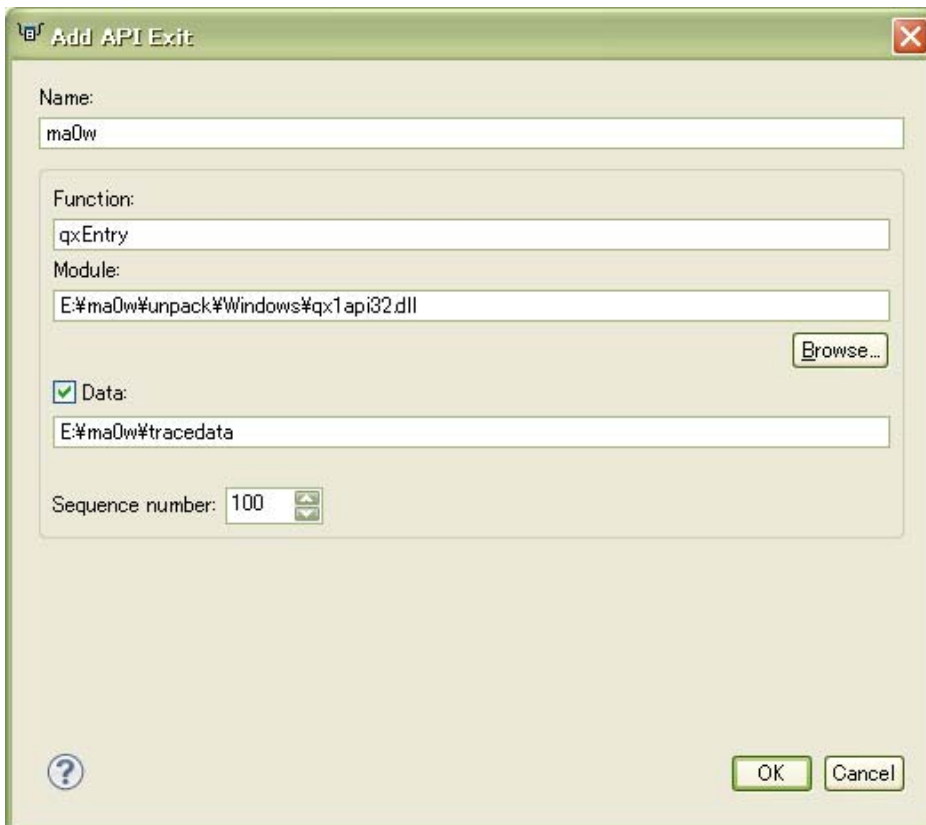 Add API Exit
Name:
ma0w
Function:
qxEntry
Module:
E:¥ma0w¥unpack¥Windows¥qx1api32.dll
Browse...
Data:
E:¥ma0w¥tracedata
Sequence number: 100
?
OK Cancel